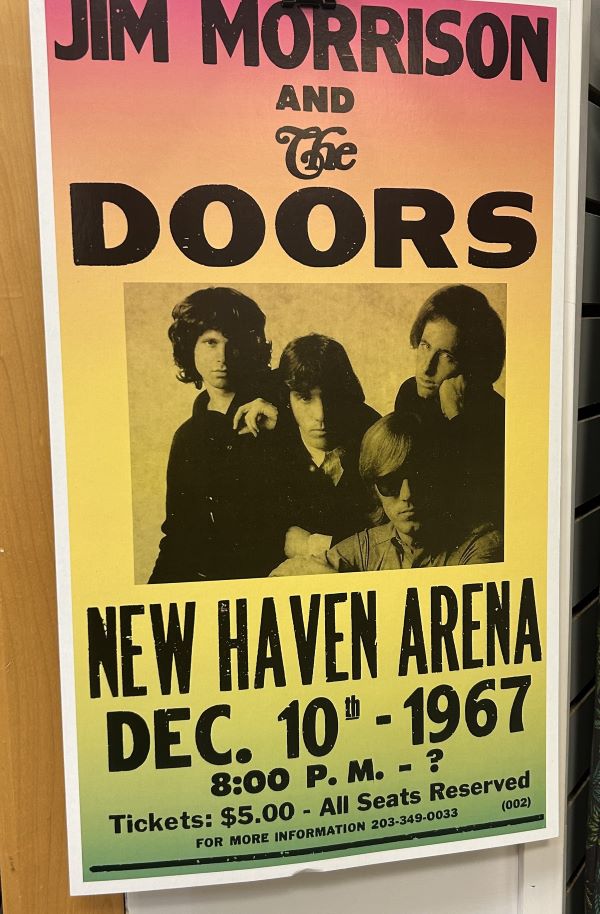 JIM MORRISON
AND
The
DOORS
NEW HAVEN ARENA
DEC. 10th - 1967
8:00 P. M. - ?
Tickets: $5.00 - All Seats Reserved
FOR MORE INFORMATION 203-349-0033 (002)